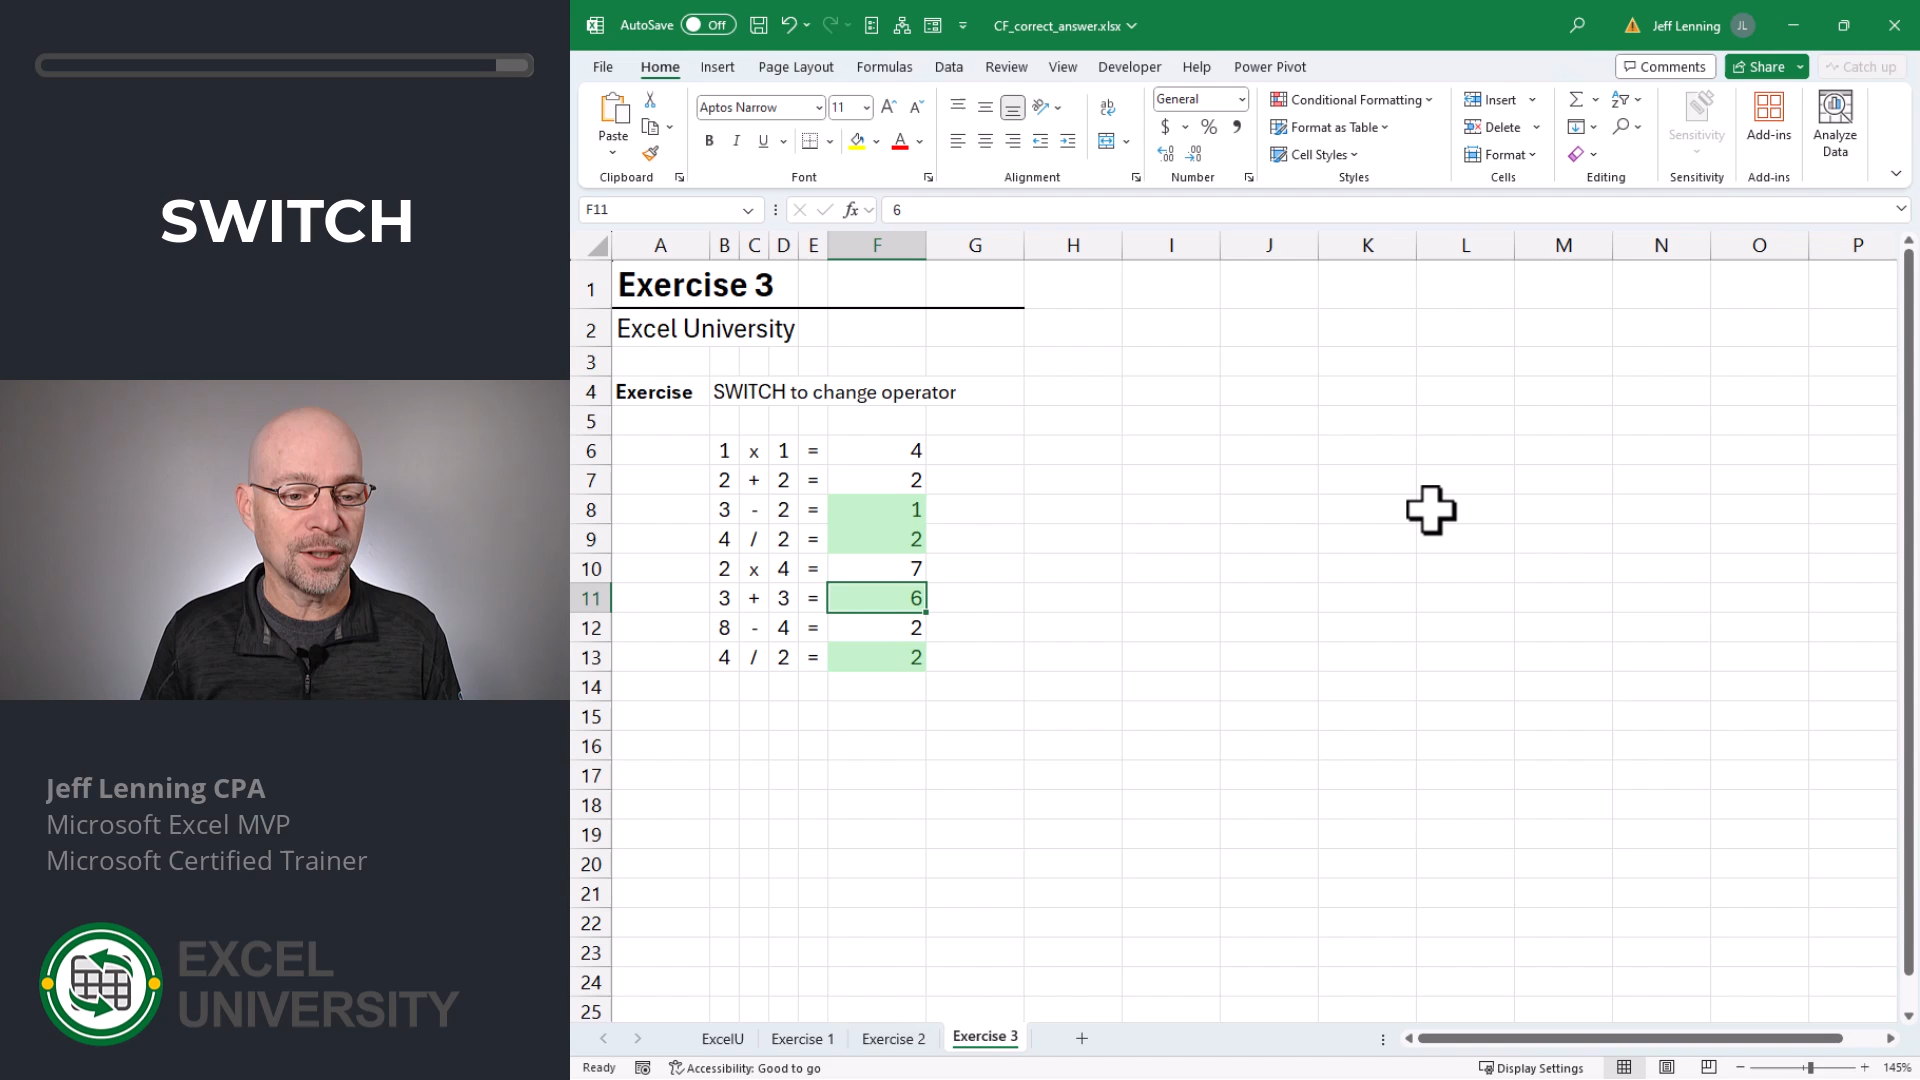 SWITCH
Jeff Lenning CPA
Microsoft Excel MVP
Microsoft Certified Trainer
EXCEL
UNIVERSITY
AutoSave Off CF_correct_answer.xlsx Jeff Lenning JL
File Home Insert Page Layout Formulas Data Review View Developer Help Power Pivot Comments Share Catch up
Paste
Clipboard
Aptos Narrow 11
B I U
Font
Alignment
General
$ % ,
Number
Conditional Formatting
Format as Table
Cell Styles
Styles
Insert
Delete
Format
Cells
Editing
Sensitivity
Sensitivity
Add-ins
Add-ins
Analyze
Data
F11 fx 6
A B C D E F G H I J K L M N O P
1 Exercise 3
2 Excel University
3
4 Exercise SWITCH to change operator
5
6 1 x 1 = 4
7 2 + 2 = 2
8 3 - 2 = 1
9 4 / 2 = 2
10 2 x 4 = 7
11 3 + 3 = 6
12 8 - 4 = 2
13 4 / 2 = 2
14
15
16
17
18
19
20
21
22
23
24
25
ExcelU Exercise 1 Exercise 2 Exercise 3
Ready Accessibility: Good to go Display Settings 145%